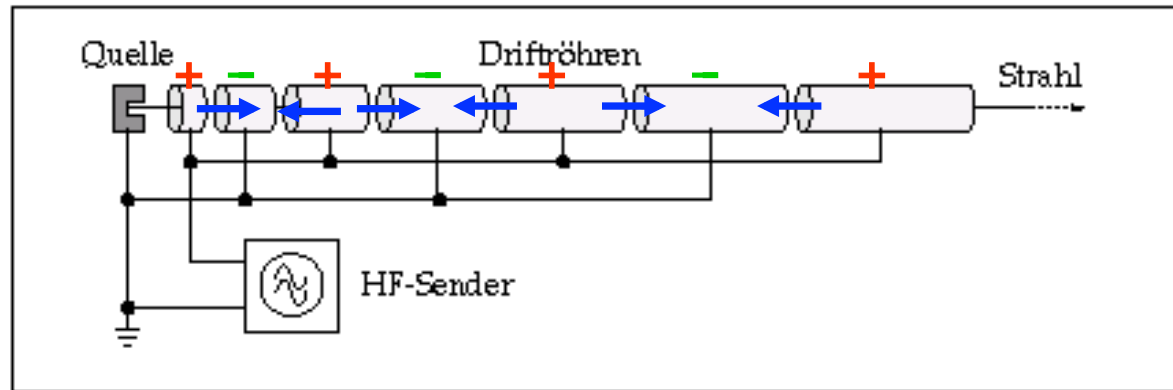 Quelle
Driftröhren
Strahl
+ - + - + - +
HF-Sender